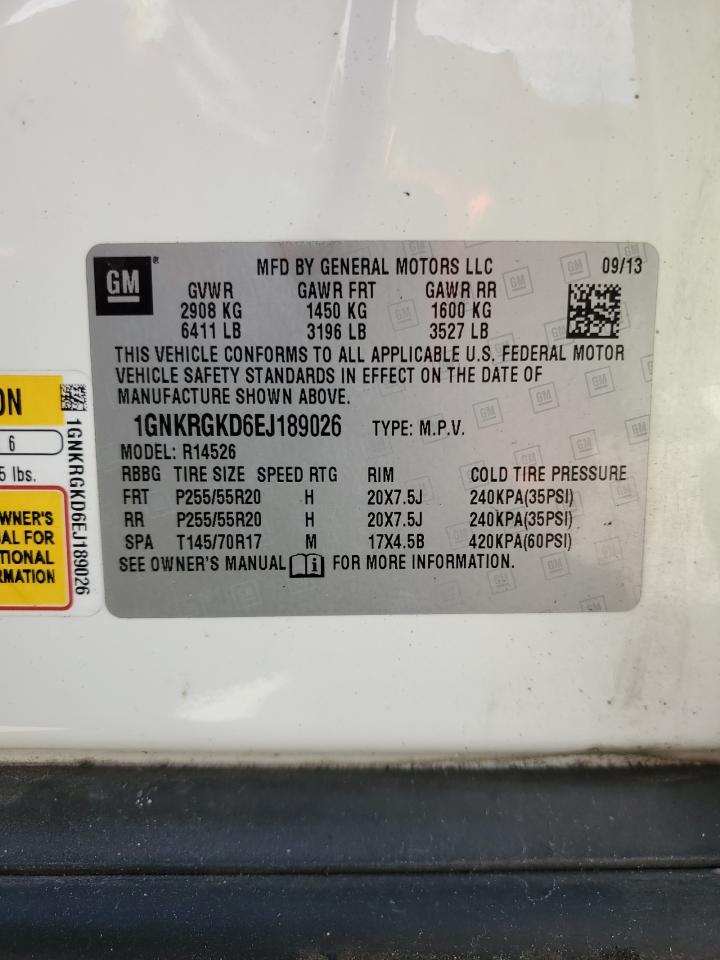 GM ®
MFD BY GENERAL MOTORS LLC 09/13
GVWR GAWR FRT GAWR RR
2908 KG 1450 KG 1600 KG
6411 LB 3196 LB 3527 LB
THIS VEHICLE CONFORMS TO ALL APPLICABLE U.S. FEDERAL MOTOR
VEHICLE SAFETY STANDARDS IN EFFECT ON THE DATE OF
MANUFACTURE SHOWN ABOVE.
1GNKRGKD6EJ189026 TYPE: M.P.V.
MODEL: R14526
RBBG TIRE SIZE SPEED RTG RIM COLD TIRE PRESSURE
FRT P255/55R20 H 20X7.5J 240KPA(35PSI)
RR P255/55R20 H 20X7.5J 240KPA(35PSI)
SPA T145/70R17 M 17X4.5B 420KPA(60PSI)
SEE OWNER'S MANUAL i FOR MORE INFORMATION.
ON
6
5 lbs.
WNER'S
AL FOR
TIONAL
RMATION
1GNKRGKD6EJ189026